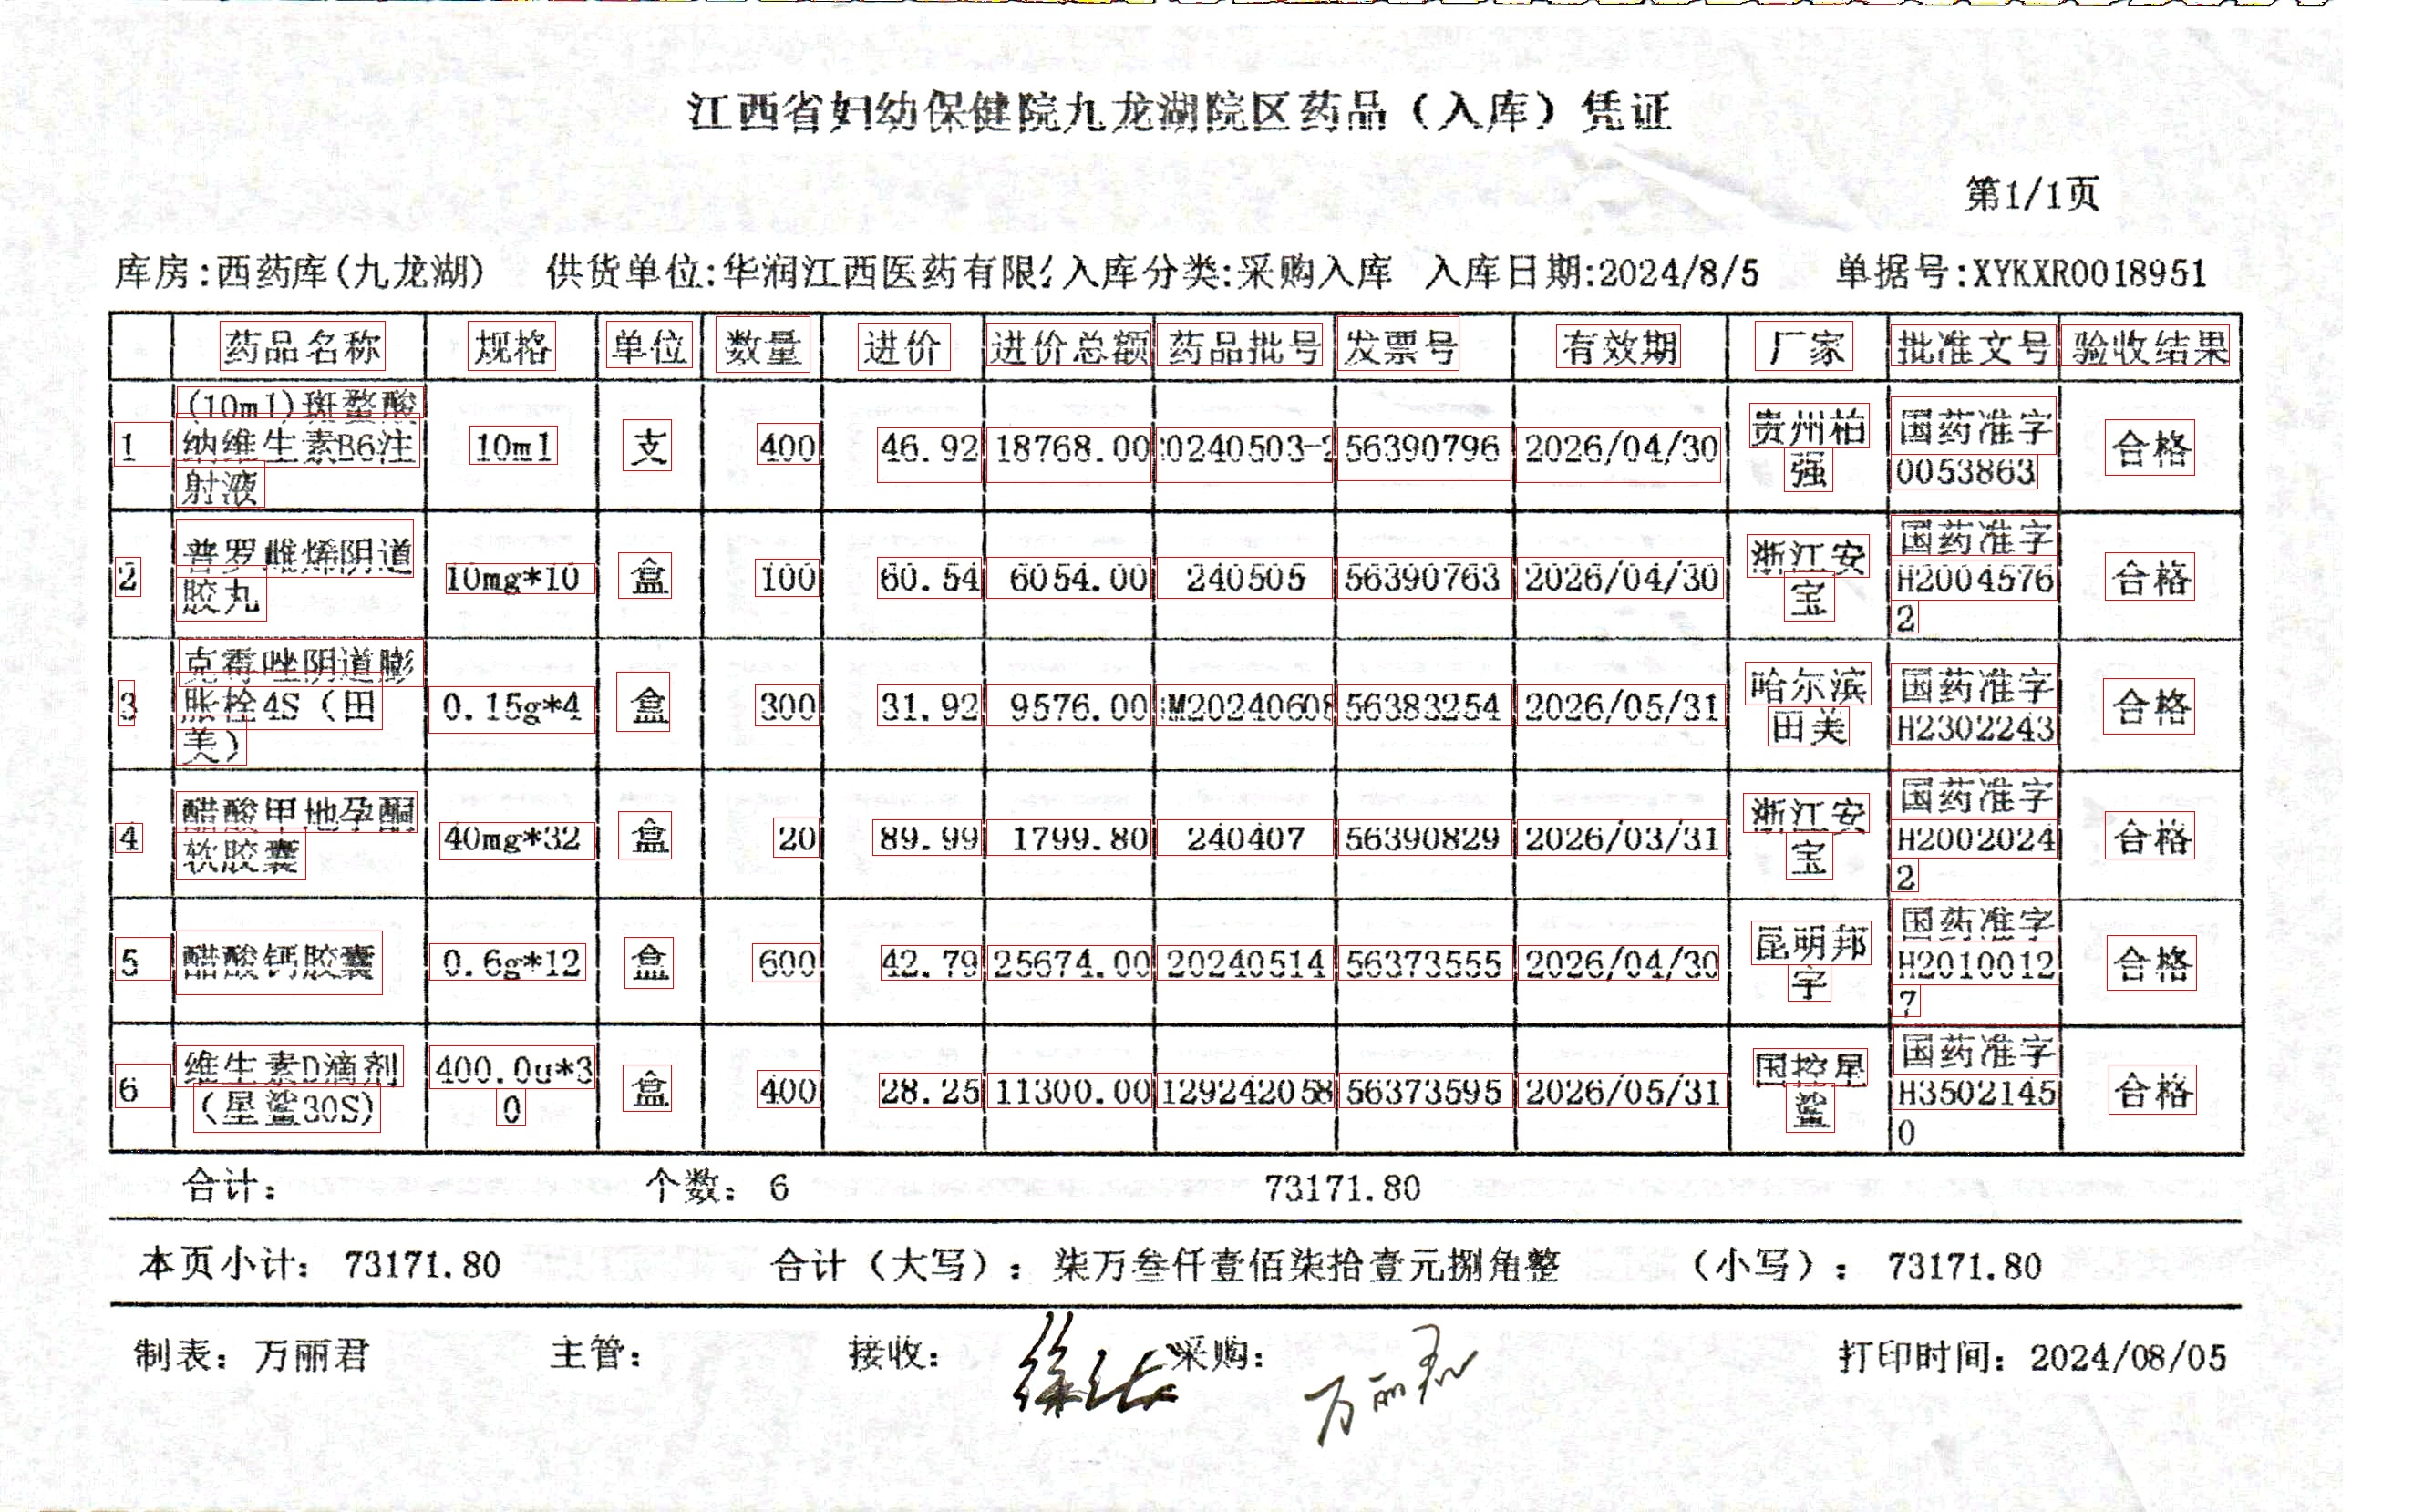 江西省妇幼保健院九龙湖院区药品（入库）凭证
第1/1页
库房:西药库(九龙湖) 供货单位:华润江西医药有限 入库分类:采购入库 入库日期:2024/8/5 单据号:XYKXR0018951
药品名称 规格 单位 数量 进价 进价总额 药品批号 发票号 有效期 厂家 批准文号 验收结果
1 (10ml)斑蝥酸纳维生素B6注射液 10ml 支 400 46.92 18768.00 0240503-2 56390796 2026/04/30 贵州柏强 国药准字0053863 合格
2 普罗雌烯阴道胶丸 10mg*10 盒 100 60.54 6054.00 240505 56390763 2026/04/30 浙江安宝 国药准字H20045762 合格
3 克霉唑阴道膨胀栓4S（田美） 0.15g*4 盒 300 31.92 9576.00 M20240608 56383254 2026/05/31 哈尔滨田美 国药准字H2302243 合格
4 醋酸甲地孕酮软胶囊 40mg*32 盒 20 89.99 1799.80 240407 56390829 2026/03/31 浙江安宝 国药准字H20020242 合格
5 醋酸钙胶囊 0.6g*12 盒 600 42.79 25674.00 20240514 56373555 2026/04/30 昆明邦宇 国药准字H20100127 合格
6 维生素D滴剂（星鲨30S） 400.0u*30 盒 400 28.25 11300.00 129242058 56373595 2026/05/31 国控星鲨 国药准字H35021450 合格
合计： 个数：6 73171.80
本页小计：73171.80 合计（大写）：柒万叁仟壹佰柒拾壹元捌角整 （小写）：73171.80
制表：万丽君 主管： 接收： 采购：万丽君 打印时间：2024/08/05